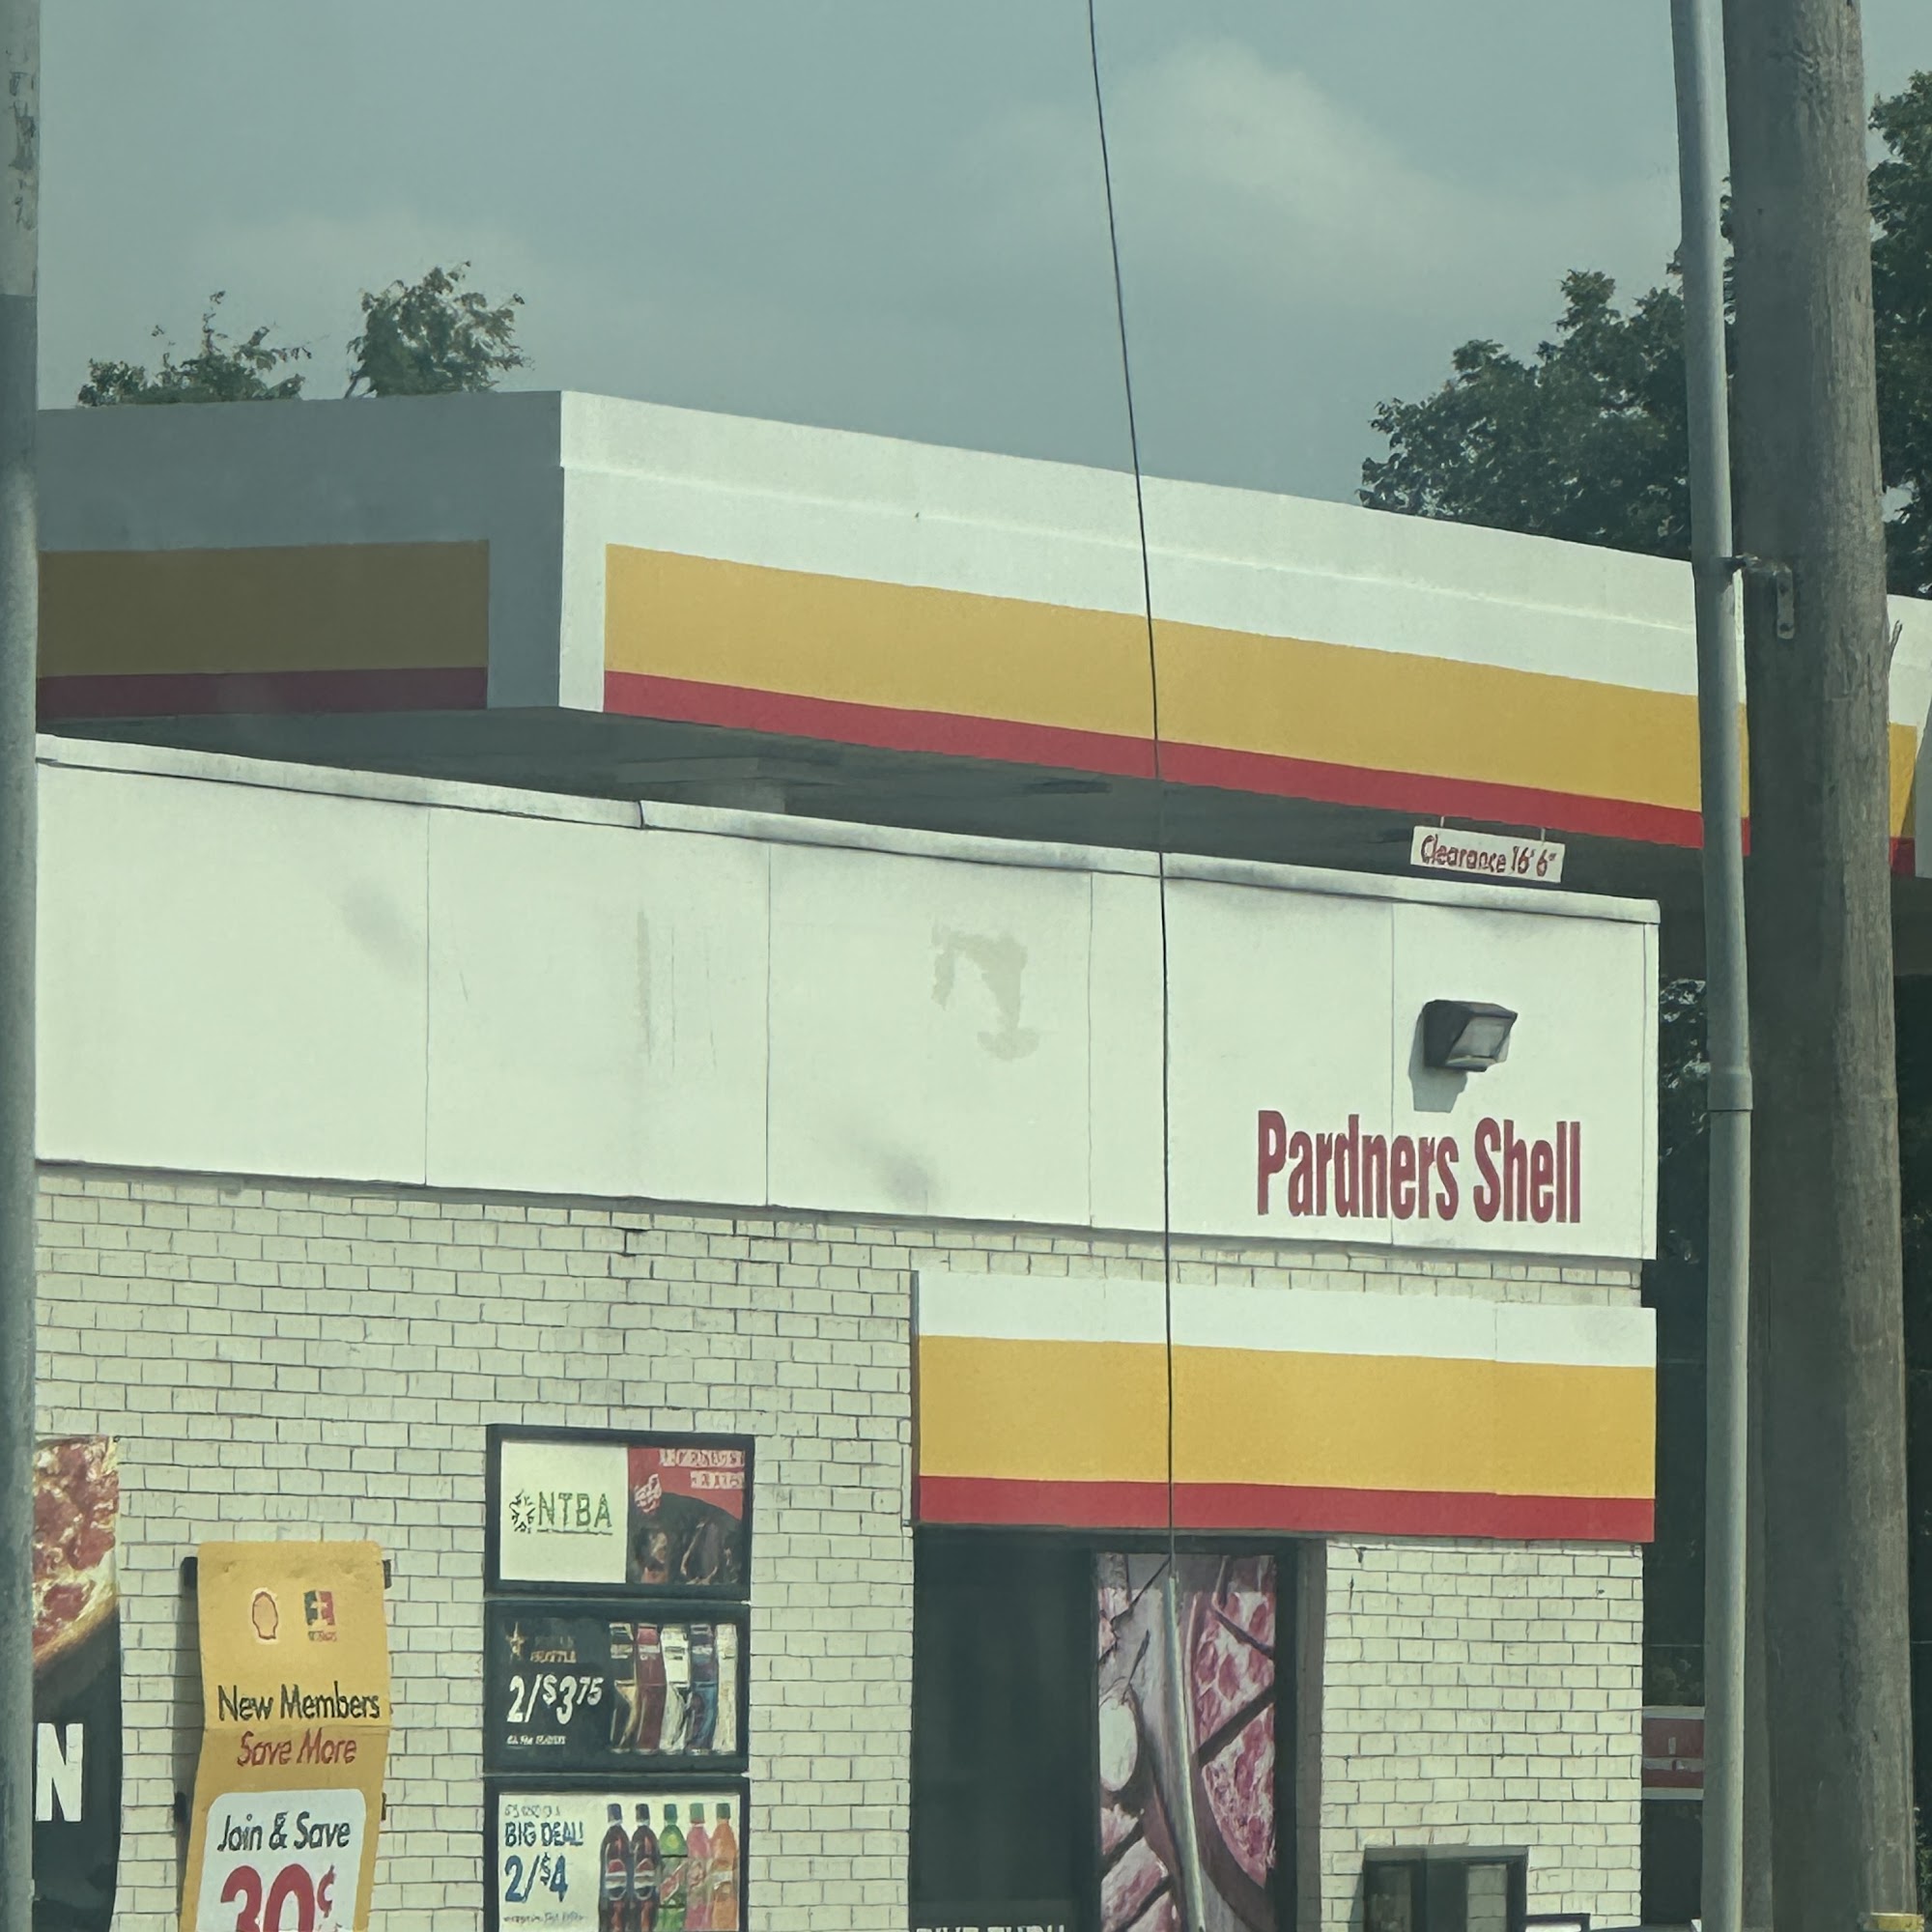 Clearance 16' 6"
Pardners Shell
NTBA
2/$3.75
New Members
Save More
N
Join & Save
BIG DEAL!
2/$4
30¢